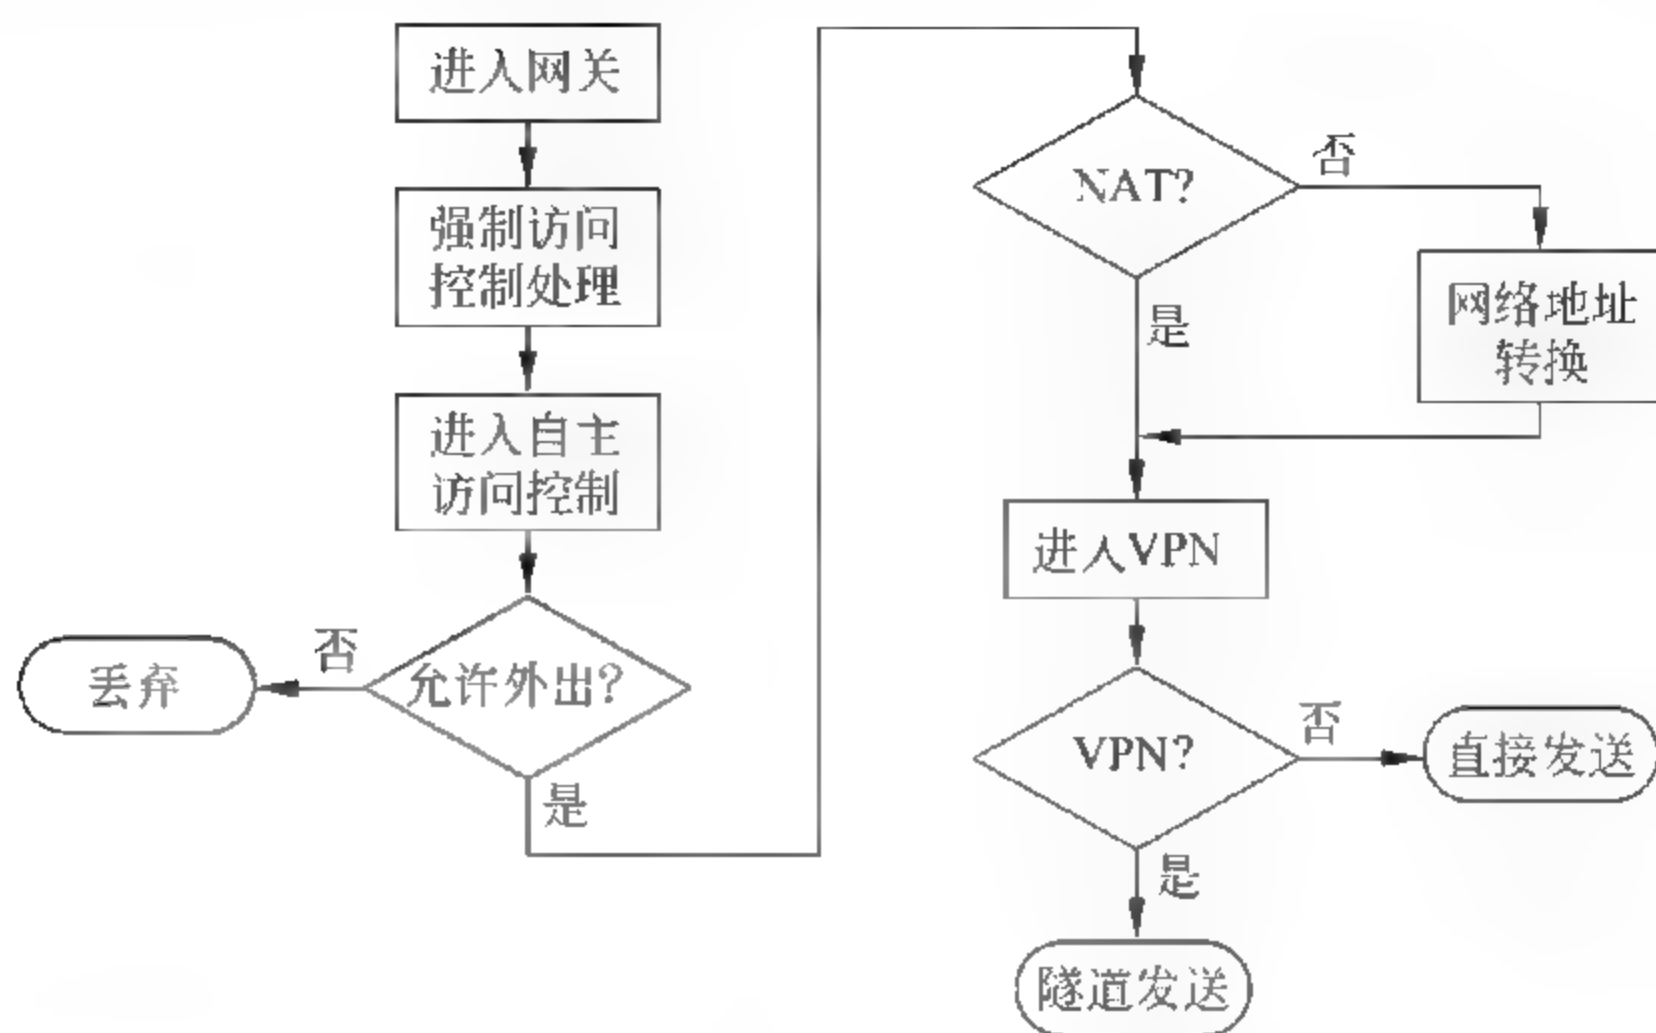 进入网关
强制访问
控制处理
进入自主
访问控制
允许外出?
否
丢弃
是
NAT?
否
网络地址
转换
是
进入VPN
VPN?
否
直接发送
是
隧道发送